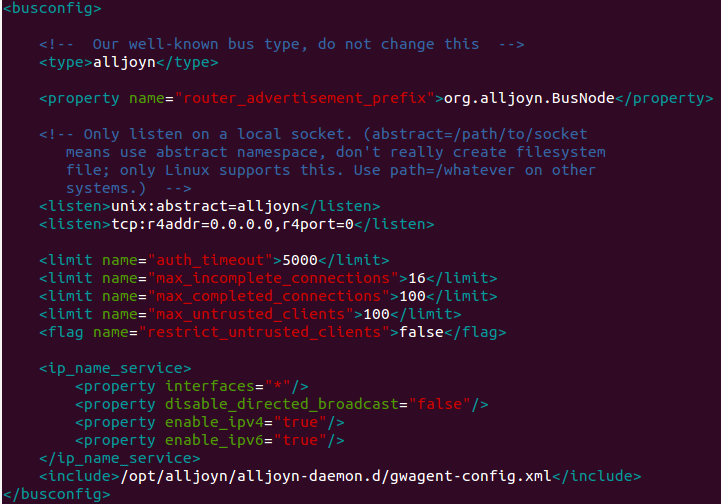 <busconfig>
<!--  Our well-known bus type, do not change this  -->
<type>alljoyn</type>
<property name="router_advertisement_prefix">org.alljoyn.BusNode</property>
<!-- Only listen on a local socket. (abstract=/path/to/socket
means use abstract namespace, don't really create filesystem
file; only Linux supports this. Use path=/whatever on other
systems.)  -->
<listen>unix:abstract=alljoyn</listen>
<listen>tcp:r4addr=0.0.0.0,r4port=0</listen>
<limit name="auth_timeout">5000</limit>
<limit name="max_incomplete_connections">16</limit>
<limit name="max_completed_connections">100</limit>
<limit name="max_untrusted_clients">100</limit>
<flag name="restrict_untrusted_clients">false</flag>
<ip_name_service>
<property interfaces="*"/>
<property disable_directed_broadcast="false"/>
<property enable_ipv4="true"/>
<property enable_ipv6="true"/>
</ip_name_service>
<include>/opt/alljoyn/alljoyn-daemon.d/gwagent-config.xml</include>
</busconfig>